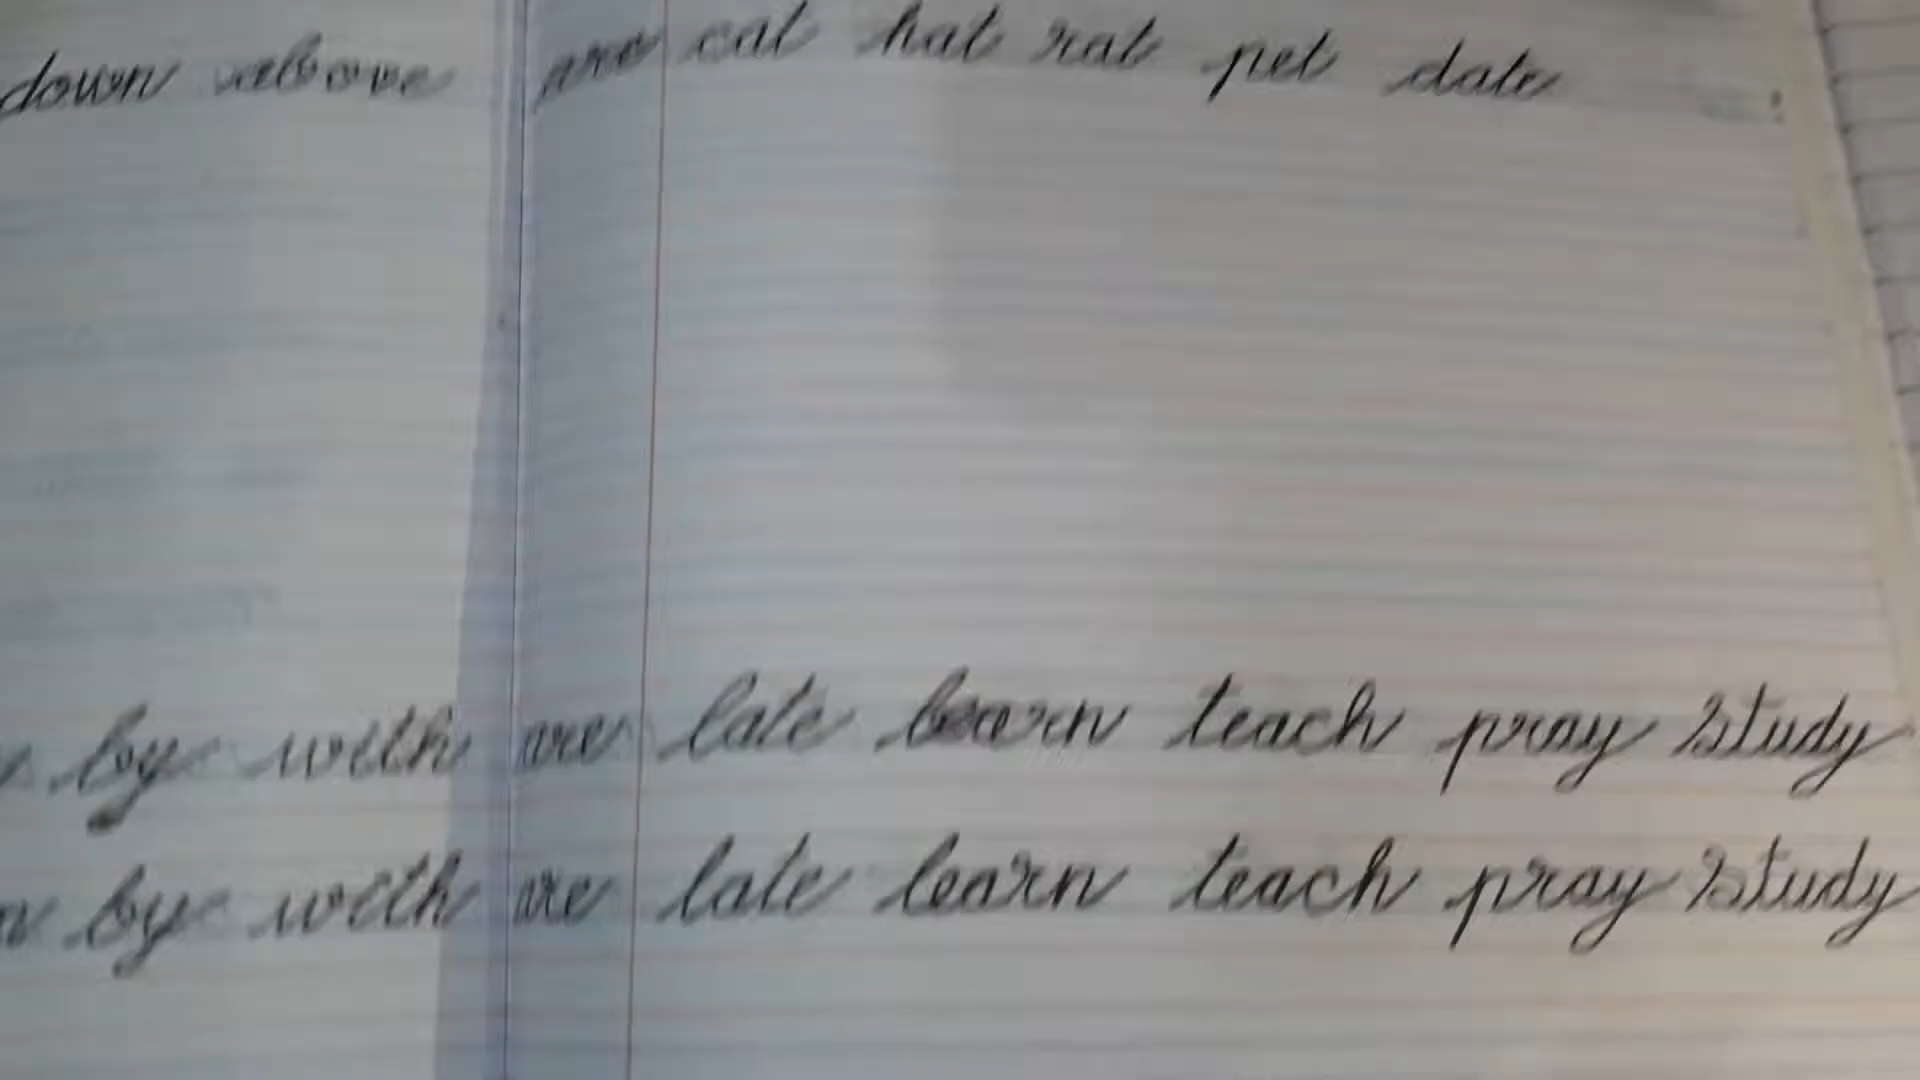 down above are cat hat rat pet date
by with are late learn teach pray study
by with are late learn teach pray study